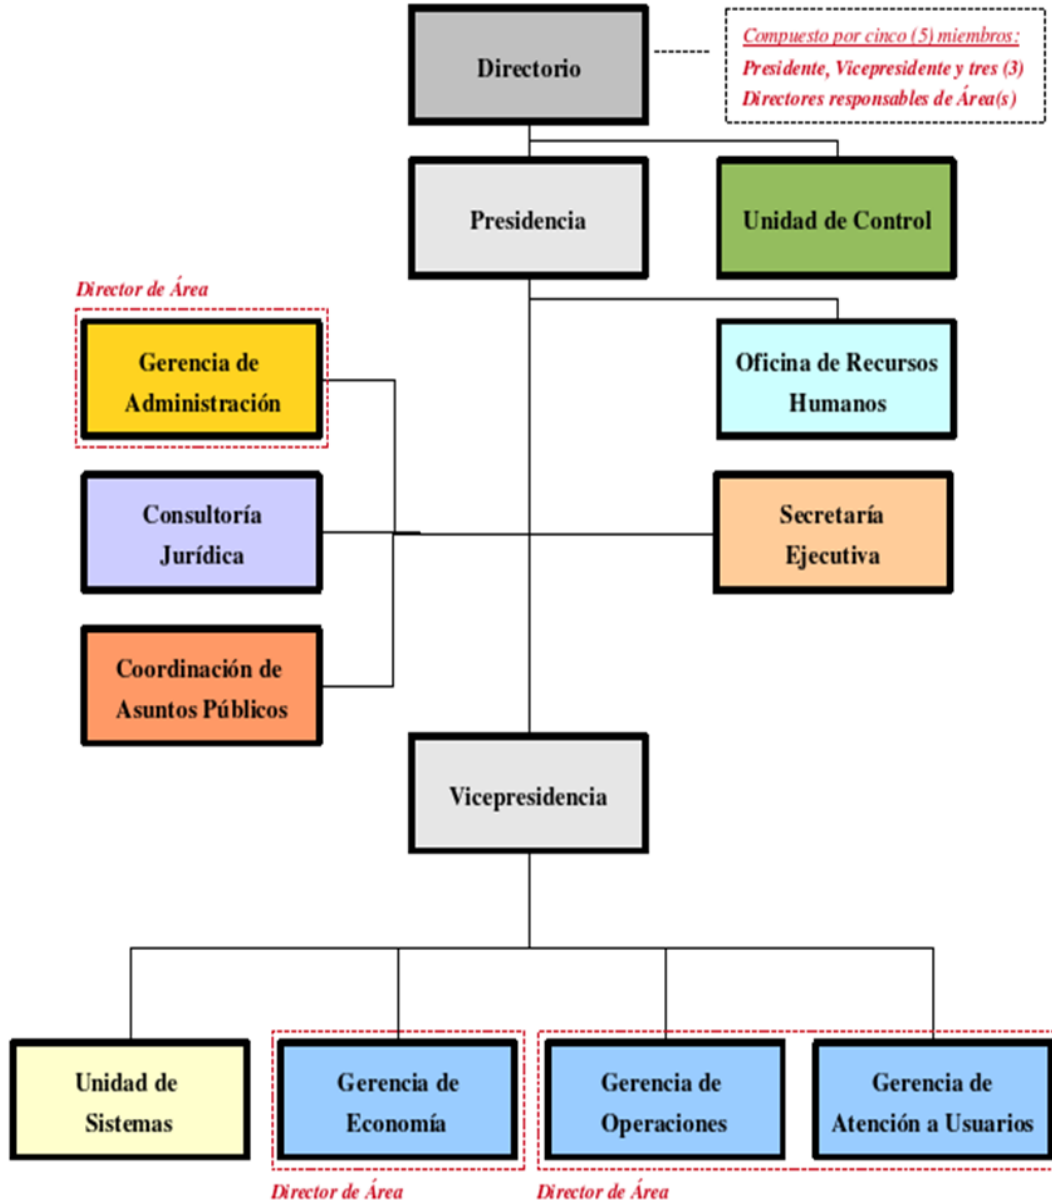 Directorio
Compuesto por cinco (5) miembros:
Presidente, Vicepresidente y tres (3)
Directores responsables de Área(s)
Presidencia
Unidad de Control
Director de Área
Gerencia de
Administración
Oficina de Recursos
Humanos
Consultoría
Jurídica
Secretaría
Ejecutiva
Coordinación de
Asuntos Públicos
Vicepresidencia
Unidad de
Sistemas
Gerencia de
Economía
Gerencia de
Operaciones
Gerencia de
Atención a Usuarios
Director de Área
Director de Área